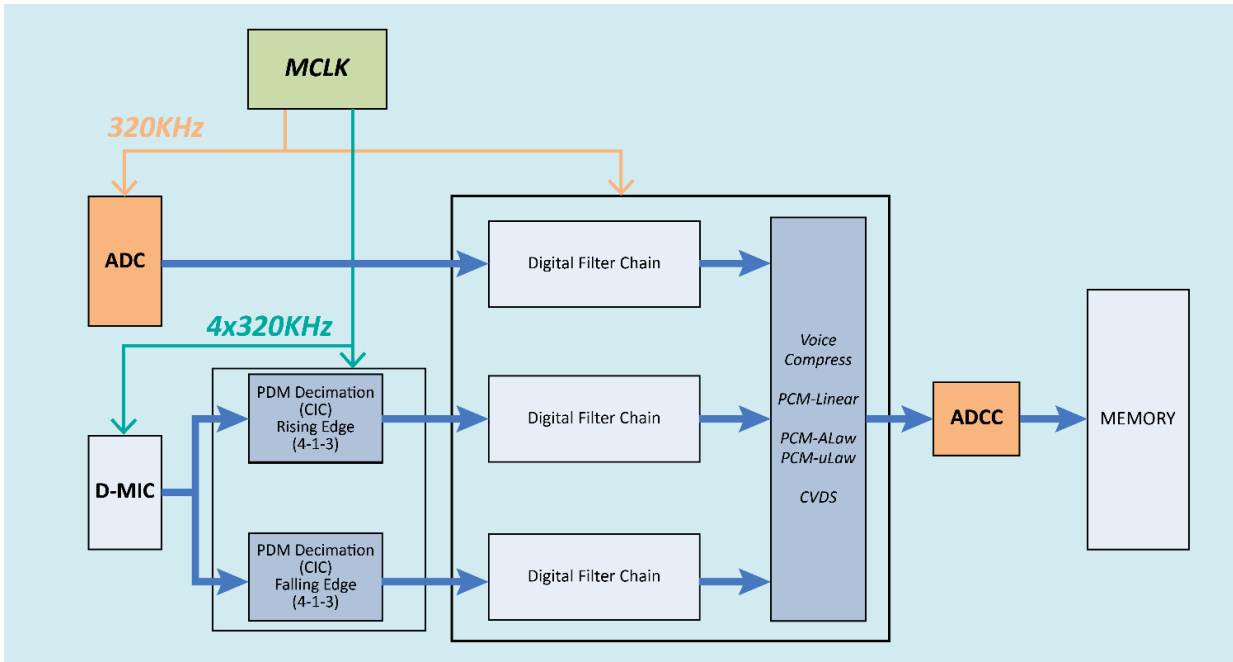 MCLK
320KHz
ADC
Digital Filter Chain
4x320KHz
Voice
Compress
PCM-Linear
PCM-ALaw
PCM-uLaw
CVDS
PDM Decimation
(CIC)
Rising Edge
(4-1-3)
Digital Filter Chain
ADCC
MEMORY
D-MIC
PDM Decimation
(CIC)
Falling Edge
(4-1-3)
Digital Filter Chain